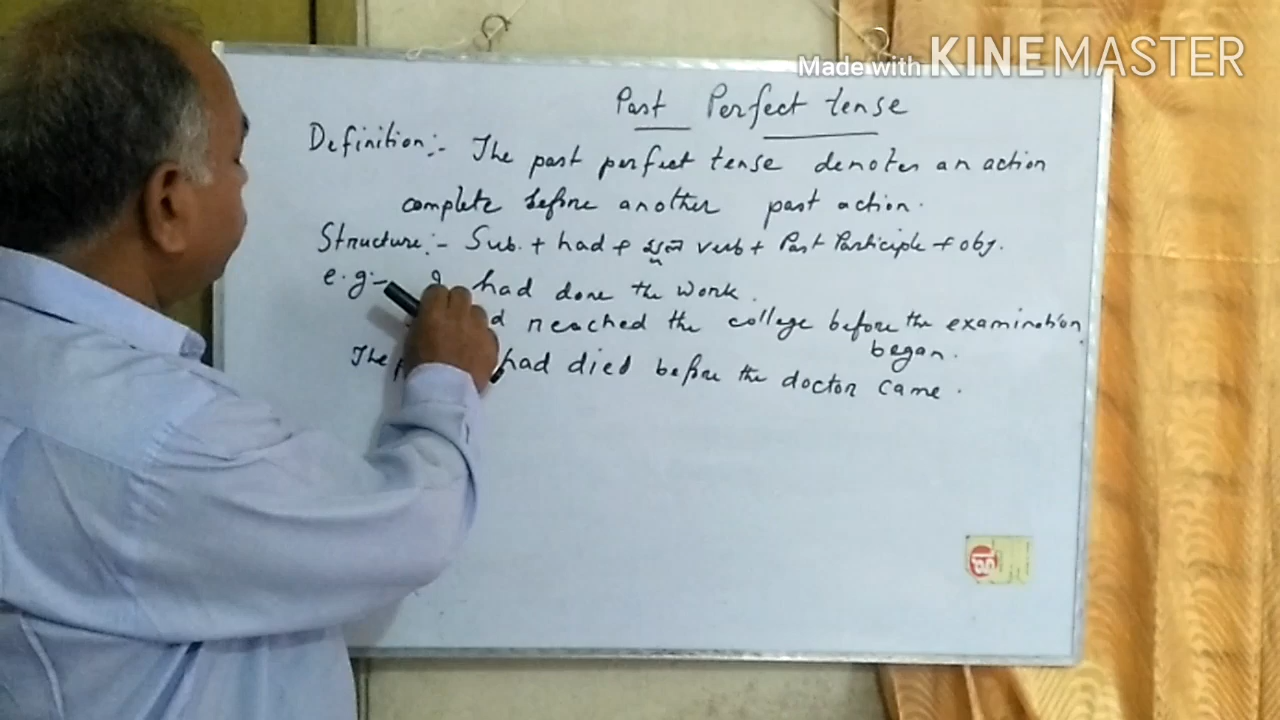 Made with KINEMASTER
Past Perfect tense
Definition:- The past perfect tense denotes an action
complete before another past action.
Structure:- Sub. + had + মূল verb + Past Participle + obj.
e.g:- I had done the work.
reached the college before the examination
began.
The had died before the doctor came.